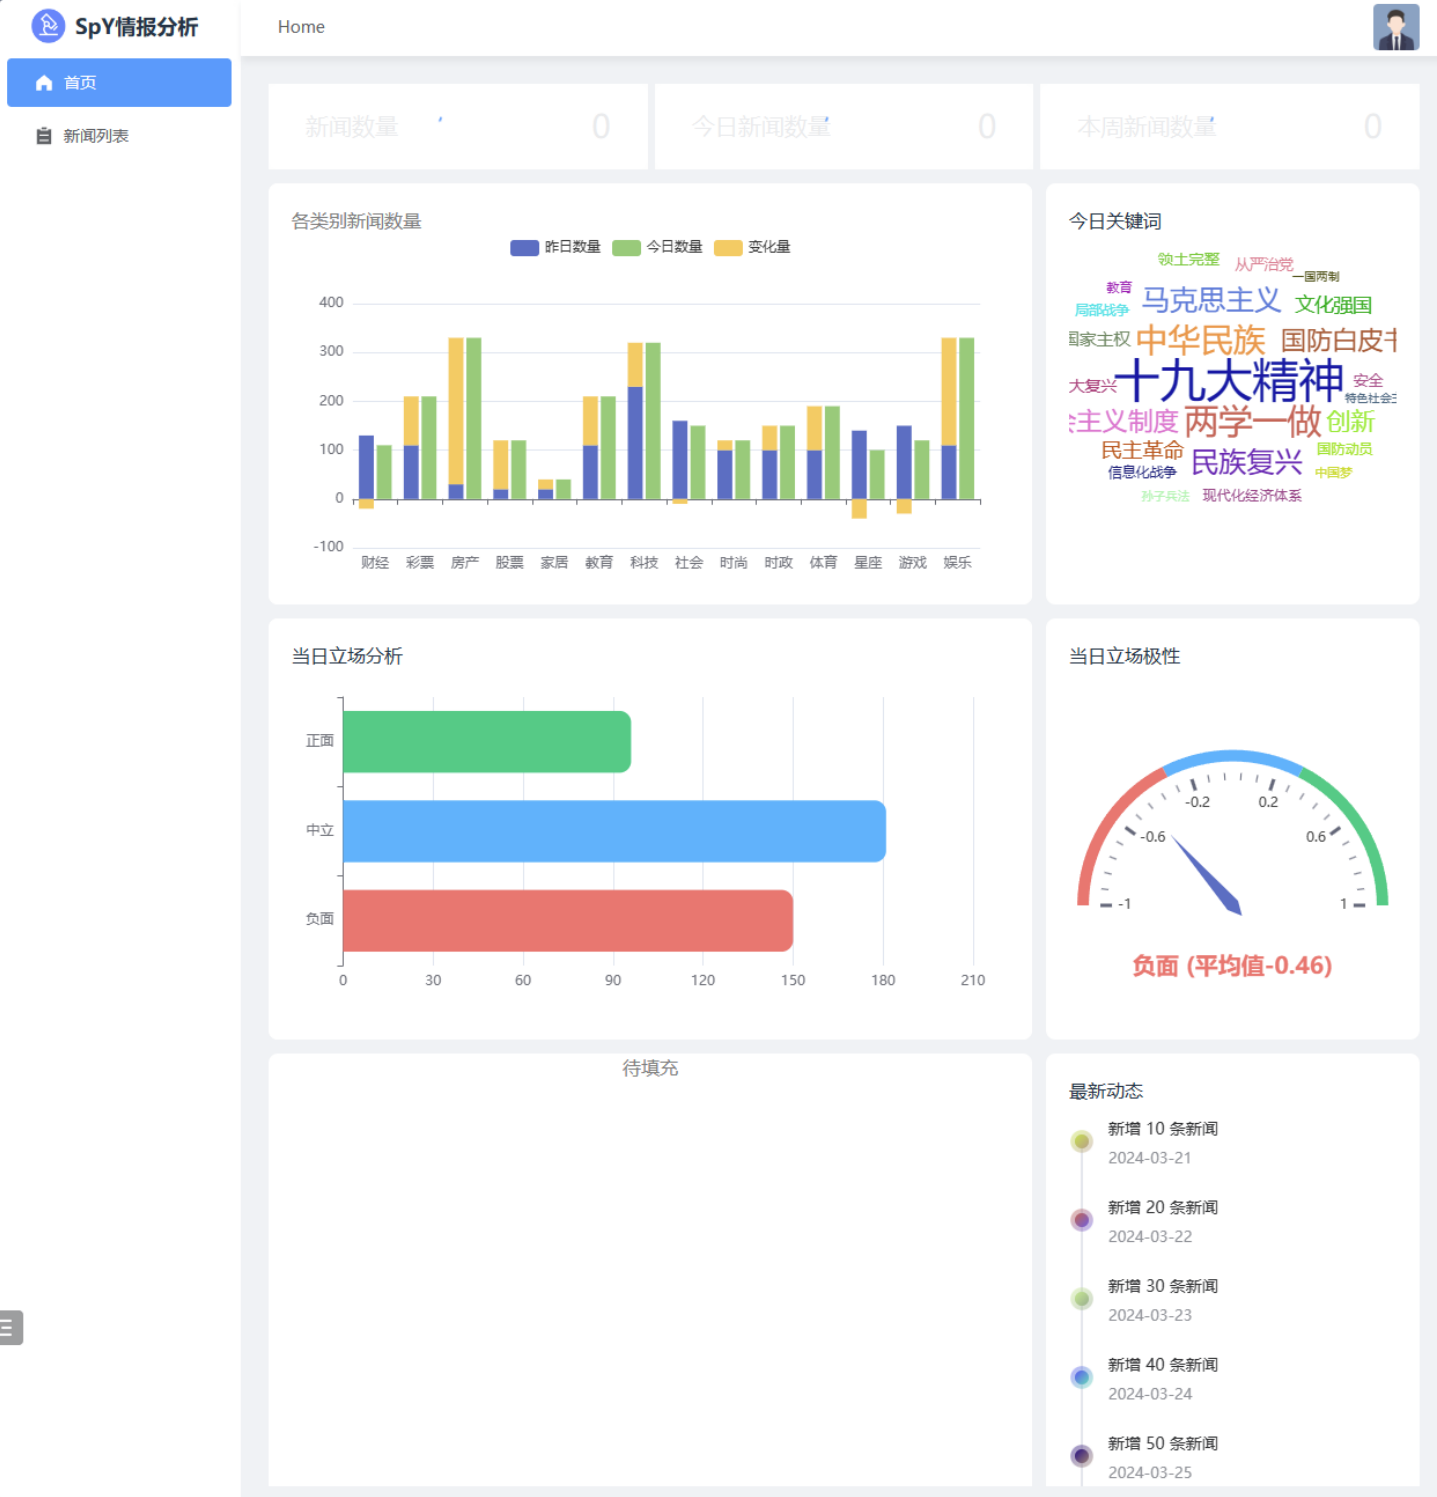 SpY情报分析
Home
首页
新闻列表
新闻数量 0
今日新闻数量 0
本周新闻数量 0
各类别新闻数量
昨日数量 今日数量 变化量
400
300
200
100
0
-100
财经 彩票 房产 股票 家居 教育 科技 社会 时尚 时政 体育 星座 游戏 娱乐
今日关键词
领土完整 从严治党
一国两制
教育 马克思主义 文化强国
局部战争
国家主权 中华民族 国防白皮
大复兴 十九大精神 安全
特色社会
主义制度 两学一做 创新
民主革命 民族复兴 国防动员
信息化战争 中国梦
孙子兵法 现代化经济体系
当日立场分析
正面
中立
负面
0 30 60 90 120 150 180 210
当日立场极性
-0.2 0.2
-0.6 0.6
-1 1
负面 (平均值-0.46)
待填充
最新动态
新增 10 条新闻
2024-03-21
新增 20 条新闻
2024-03-22
新增 30 条新闻
2024-03-23
新增 40 条新闻
2024-03-24
新增 50 条新闻
2024-03-25